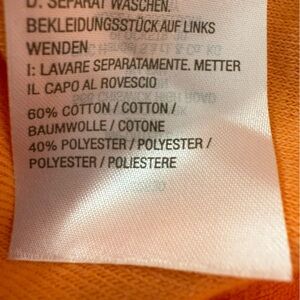 D: SEPARAT WASCHEN.
BEKLEIDUNGSSTÜCK AUF LINKS
WENDEN
I: LAVARE SEPARATAMENTE. METTER
IL CAPO AL ROVESCIO
60% COTTON / COTTON /
BAUMWOLLE / COTONE
40% POLYESTER / POLYESTER /
POLYESTER / POLIESTERE